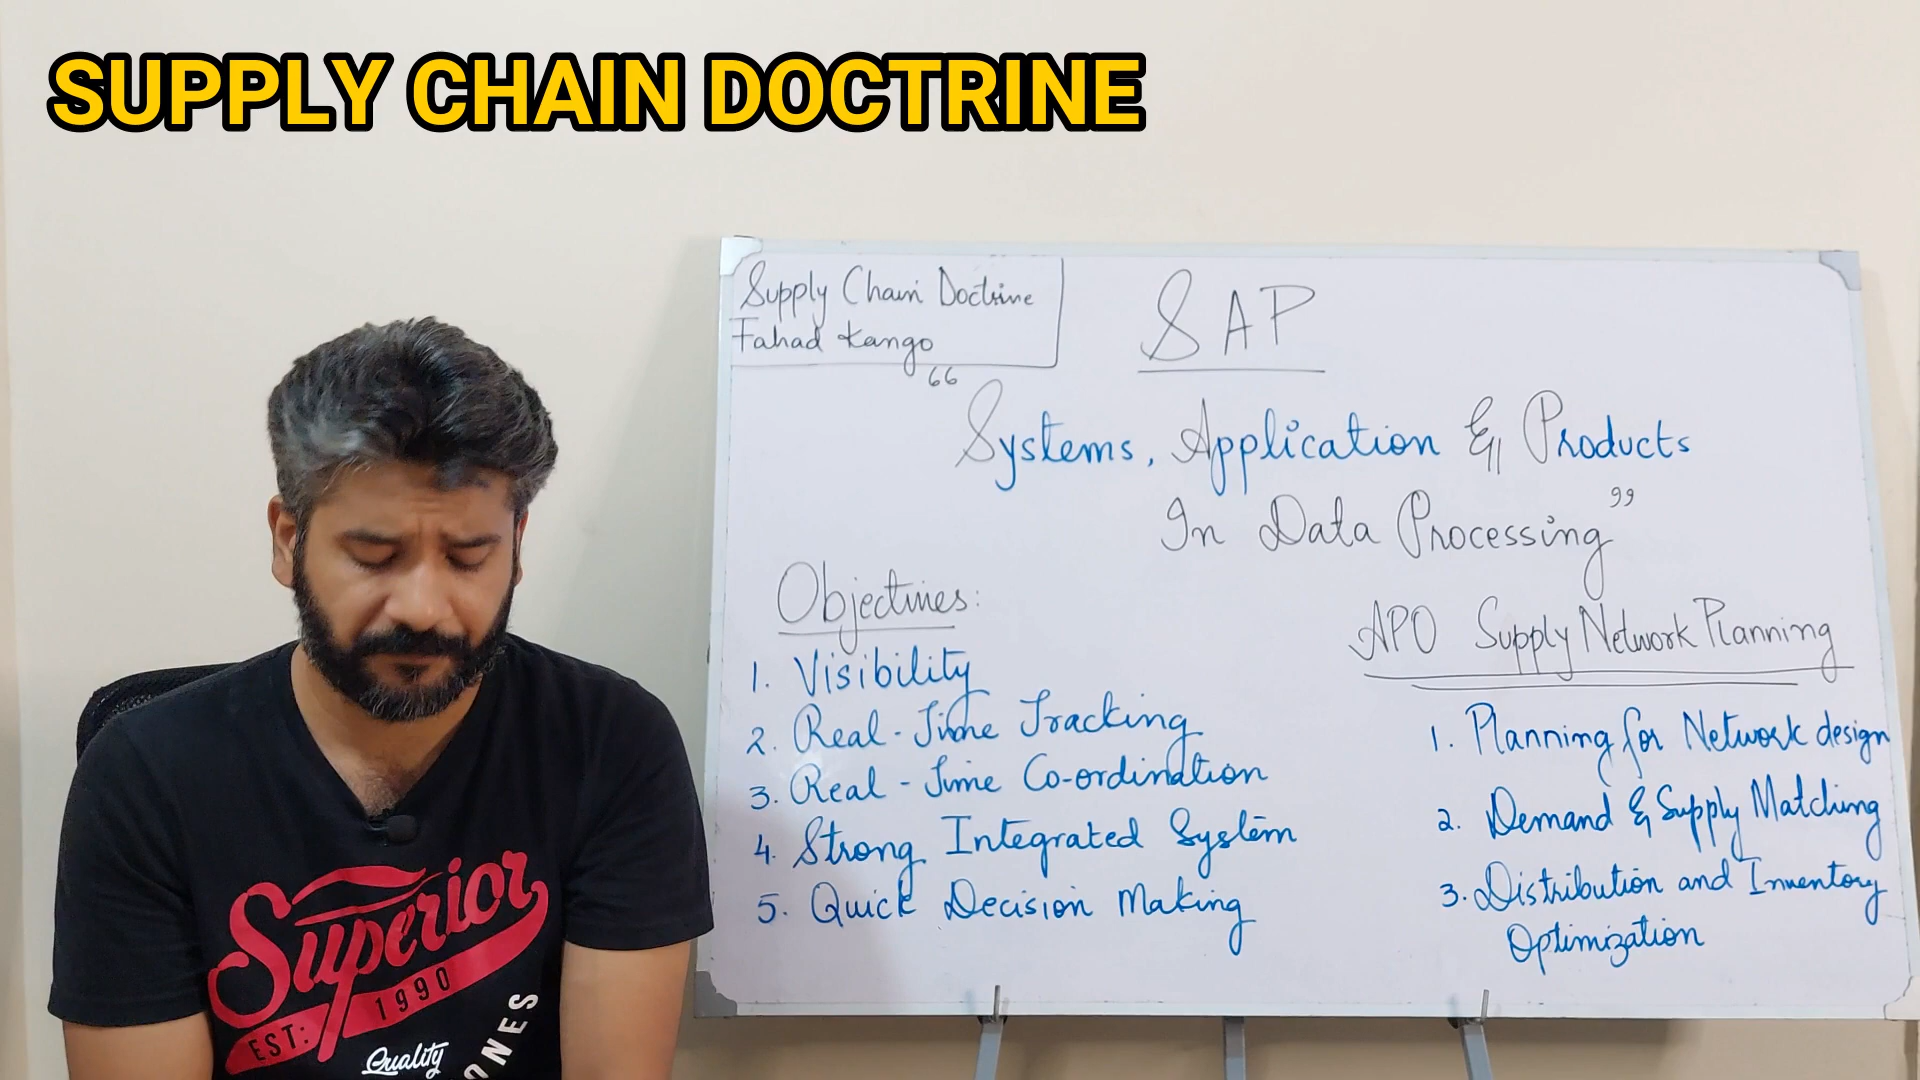 SUPPLY CHAIN DOCTRINE
Supply Chain Doctrine
Fahad Kango
SAP
"Systems, Application & Products
In Data Processing"
Objectives:
1. Visibility
2. Real-Time Tracking
3. Real-Time Co-ordination
4. Strong Integrated System
5. Quick Decision Making
APO Supply Network Planning
1. Planning for Network design
2. Demand & Supply Matching
3. Distribution and Inventory
Optimization
Superior
EST: 1990
Quality